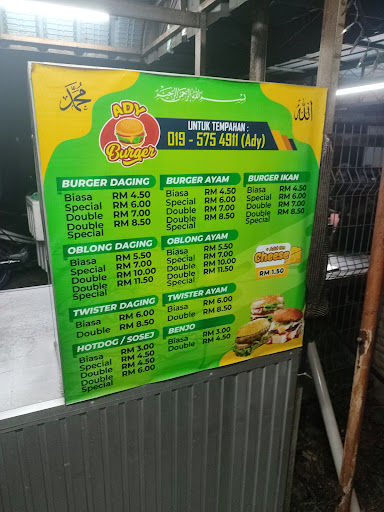 محمد
بسم الله الرحمن الرحيم
الله
ADY
Burger
UNTUK TEMPAHAN :
019 - 575 4911 (Ady)
BURGER DAGING
Biasa RM 4.50
Special RM 6.00
Double RM 7.00
Double RM 8.50
Special
BURGER AYAM
Biasa RM 4.50
Special RM 6.00
Double RM 7.00
Double RM 8.50
Special
BURGER IKAN
Biasa RM 4.50
Special RM 6.00
Double RM 7.00
Double RM 8.50
Special
OBLONG DAGING
Biasa RM 5.50
Special RM 7.00
Double RM 10.00
Double RM 11.50
Special
OBLONG AYAM
Biasa RM 5.50
Special RM 7.00
Double RM 10.00
Double RM 11.50
Special
+ Add On
Cheese
RM 1.50
TWISTER DAGING
Biasa RM 6.00
Double RM 8.50
TWISTER AYAM
Biasa RM 6.00
Double RM 8.50
HOTDOG / SOSEJ
Biasa RM 3.00
Special RM 4.50
Double RM 4.50
Double RM 6.00
Special
BENJO
Biasa RM 3.00
Double RM 4.50